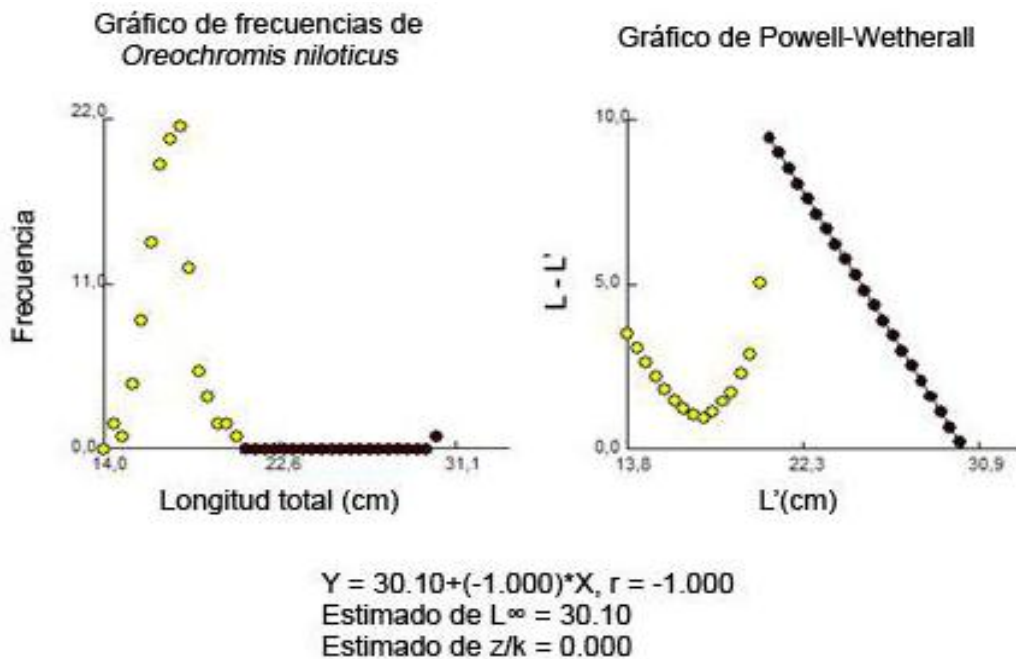 Gráfico de frecuencias de
Oreochromis niloticus
22,0
11,0
0,0
Frecuencia
14,0 22,6 31,1
Longitud total (cm)
Gráfico de Powell-Wetherall
10,0
5,0
0,0
L - L'
13,8 22,3 30,9
L'(cm)
Y = 30.10+(-1.000)*X, r = -1.000
Estimado de L∞ = 30.10
Estimado de z/k = 0.000